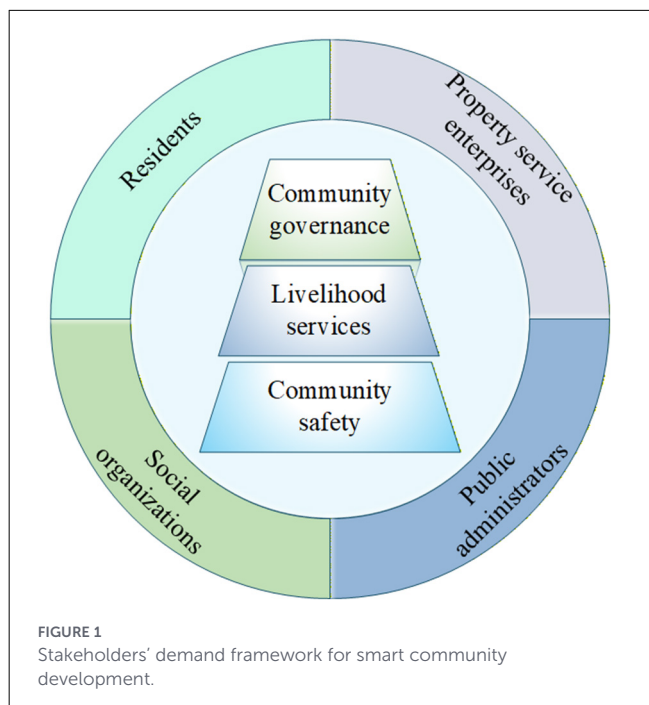 Residents
Property service
enterprises
Community
governance
Livelihood
services
Community
safety
Social
organizations
Public
administrators
FIGURE 1
Stakeholders’ demand framework for smart community
development.